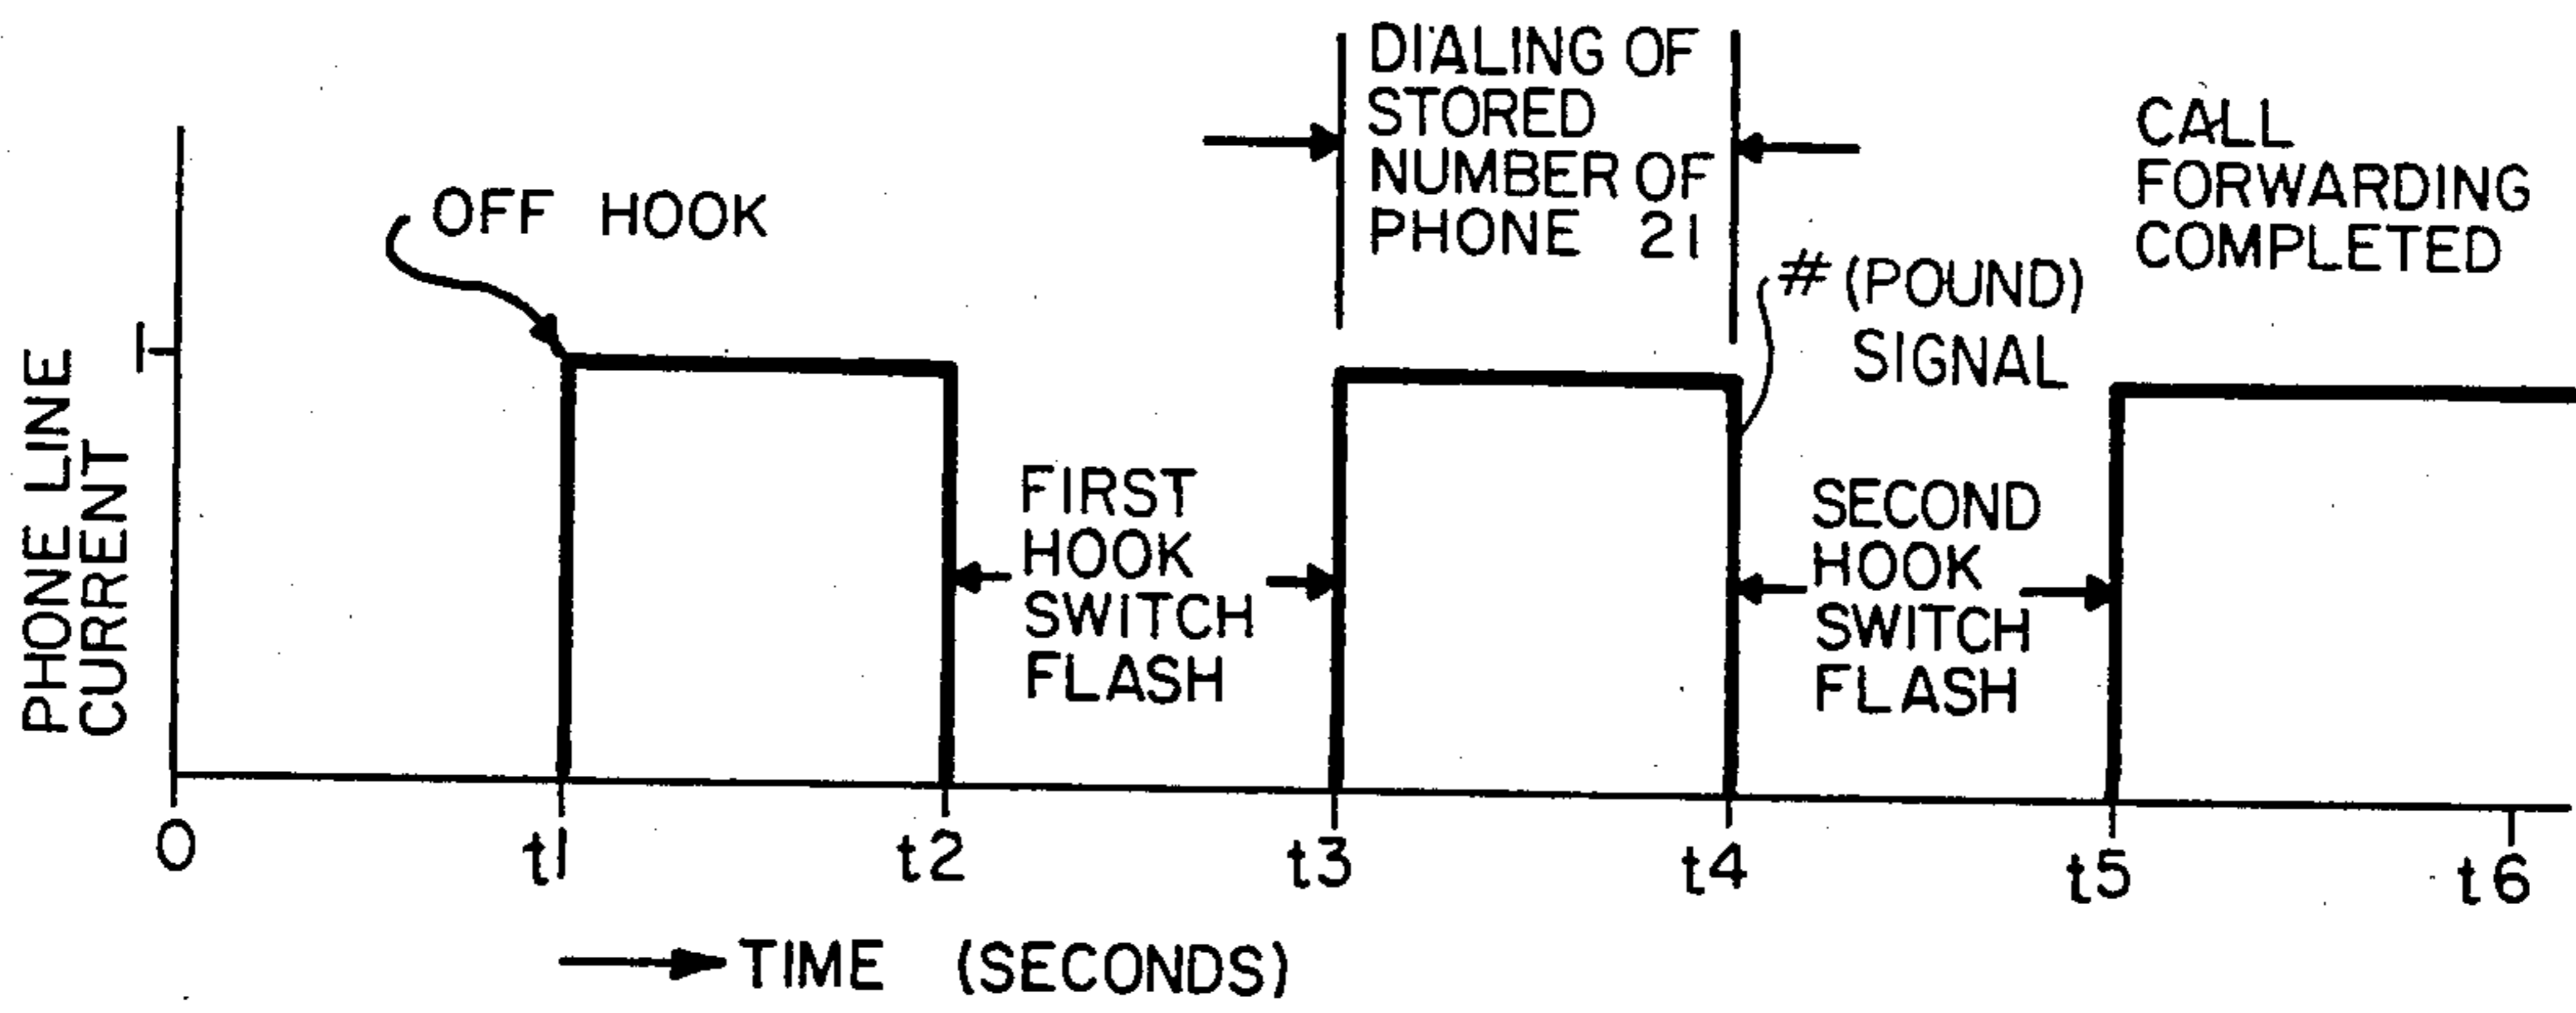 DIALING OF
STORED
NUMBER OF
PHONE 21
CALL
FORWARDING
COMPLETED
OFF HOOK
# (POUND)
SIGNAL
I
PHONE LINE
CURRENT
FIRST
HOOK
SWITCH
FLASH
SECOND
HOOK
SWITCH
FLASH
0 t1 t2 t3 t4 t5 t6
TIME (SECONDS)